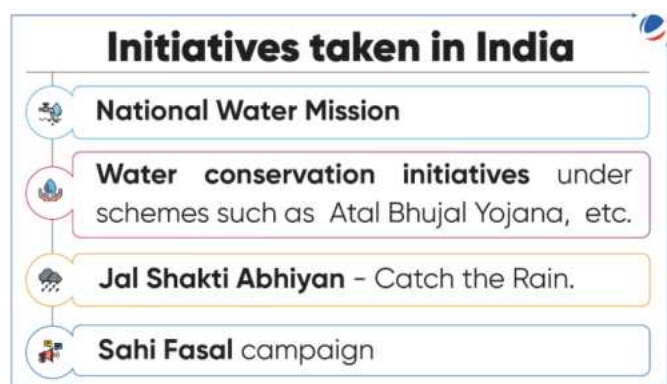 Initiatives taken in India
National Water Mission
Water conservation initiatives under
schemes such as Atal Bhujal Yojana, etc.
Jal Shakti Abhiyan - Catch the Rain.
Sahi Fasal campaign